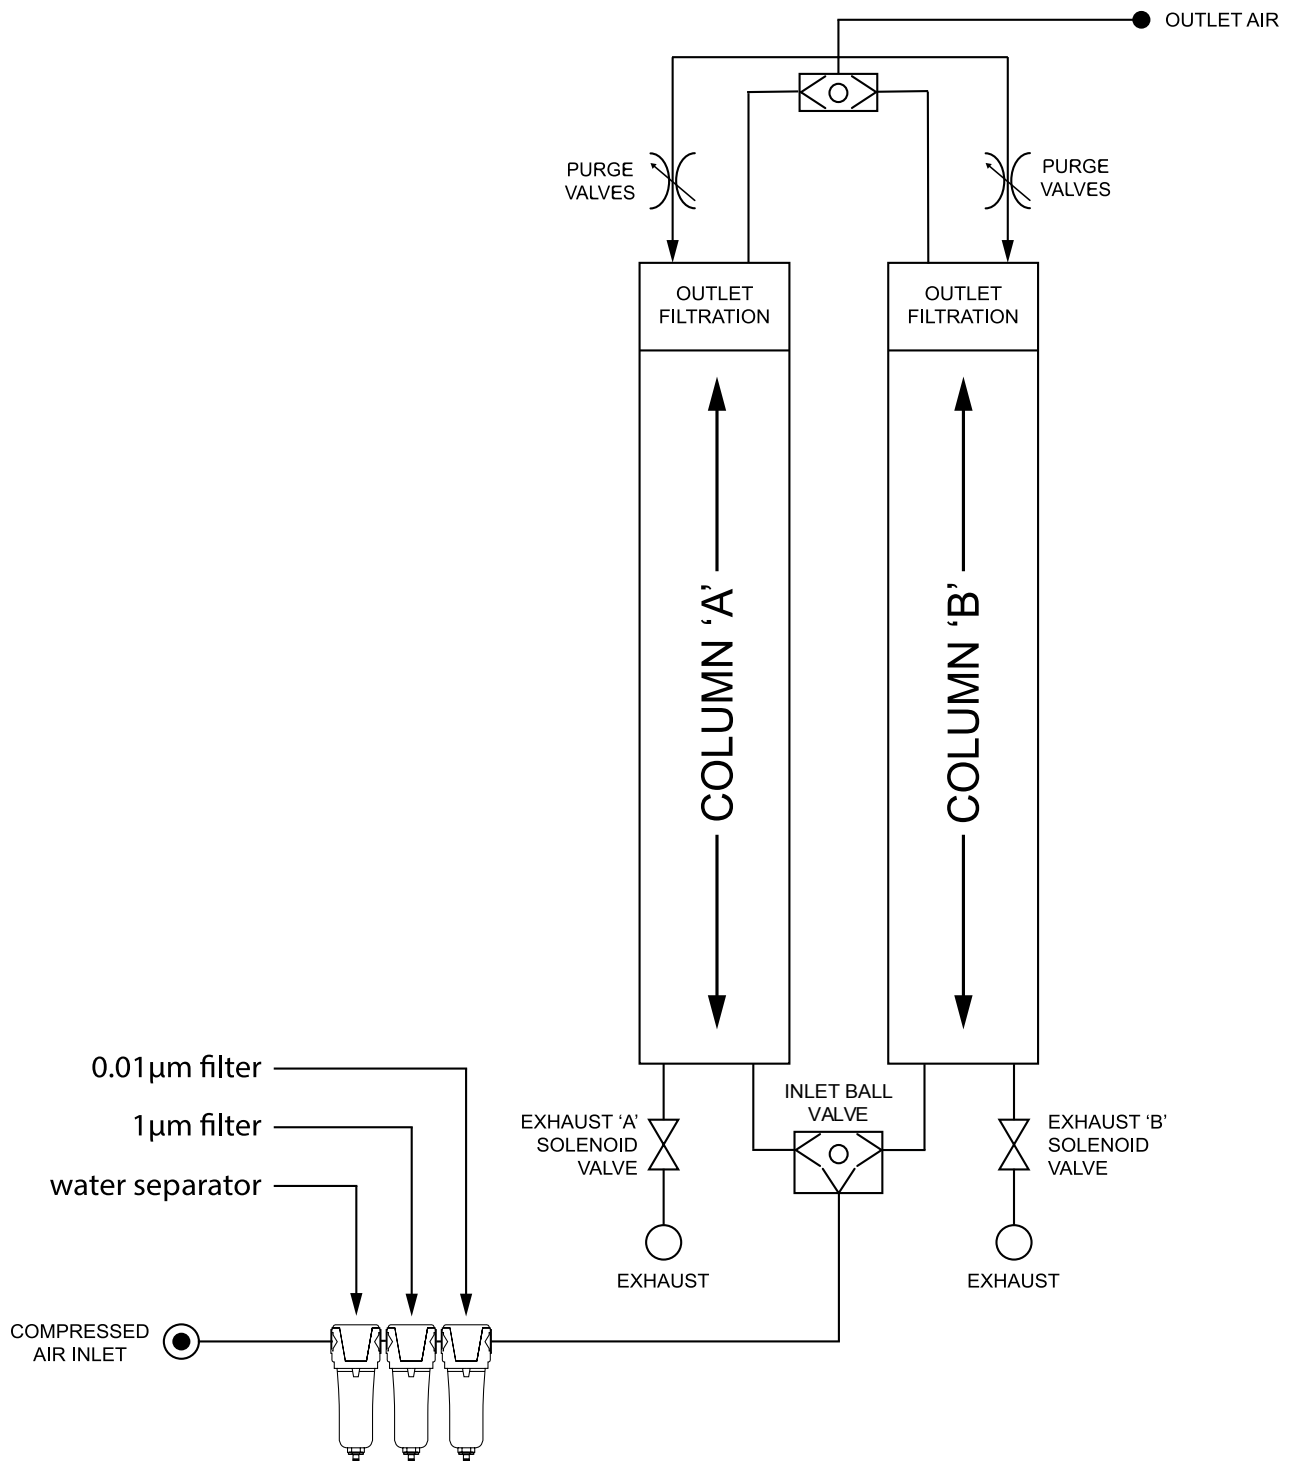 OUTLET AIR
PURGE
VALVES
PURGE
VALVES
OUTLET
FILTRATION
OUTLET
FILTRATION
COLUMN ‘A’
COLUMN ‘B’
0.01µm filter
1µm filter
water separator
INLET BALL
VALVE
EXHAUST ‘A’
SOLENOID
VALVE
EXHAUST ‘B’
SOLENOID
VALVE
EXHAUST
EXHAUST
COMPRESSED
AIR INLET